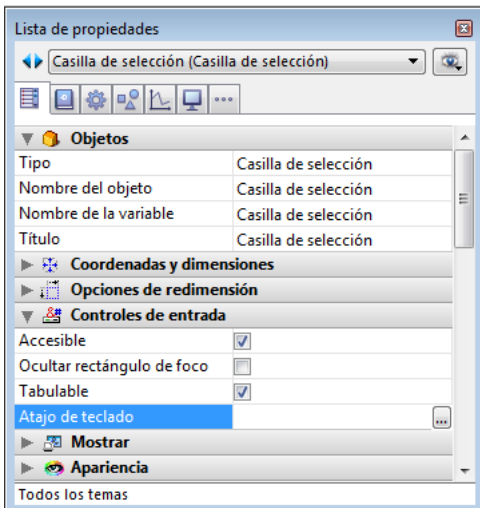 Lista de propiedades
Casilla de selección (Casilla de selección)
Objetos
Tipo Casilla de selección
Nombre del objeto Casilla de selección
Nombre de la variable Casilla de selección
Título Casilla de selección
Coordenadas y dimensiones
Opciones de redimensión
Controles de entrada
Accesible
Ocultar rectángulo de foco
Tabulable
Atajo de teclado ...
Mostrar
Apariencia
Todos los temas